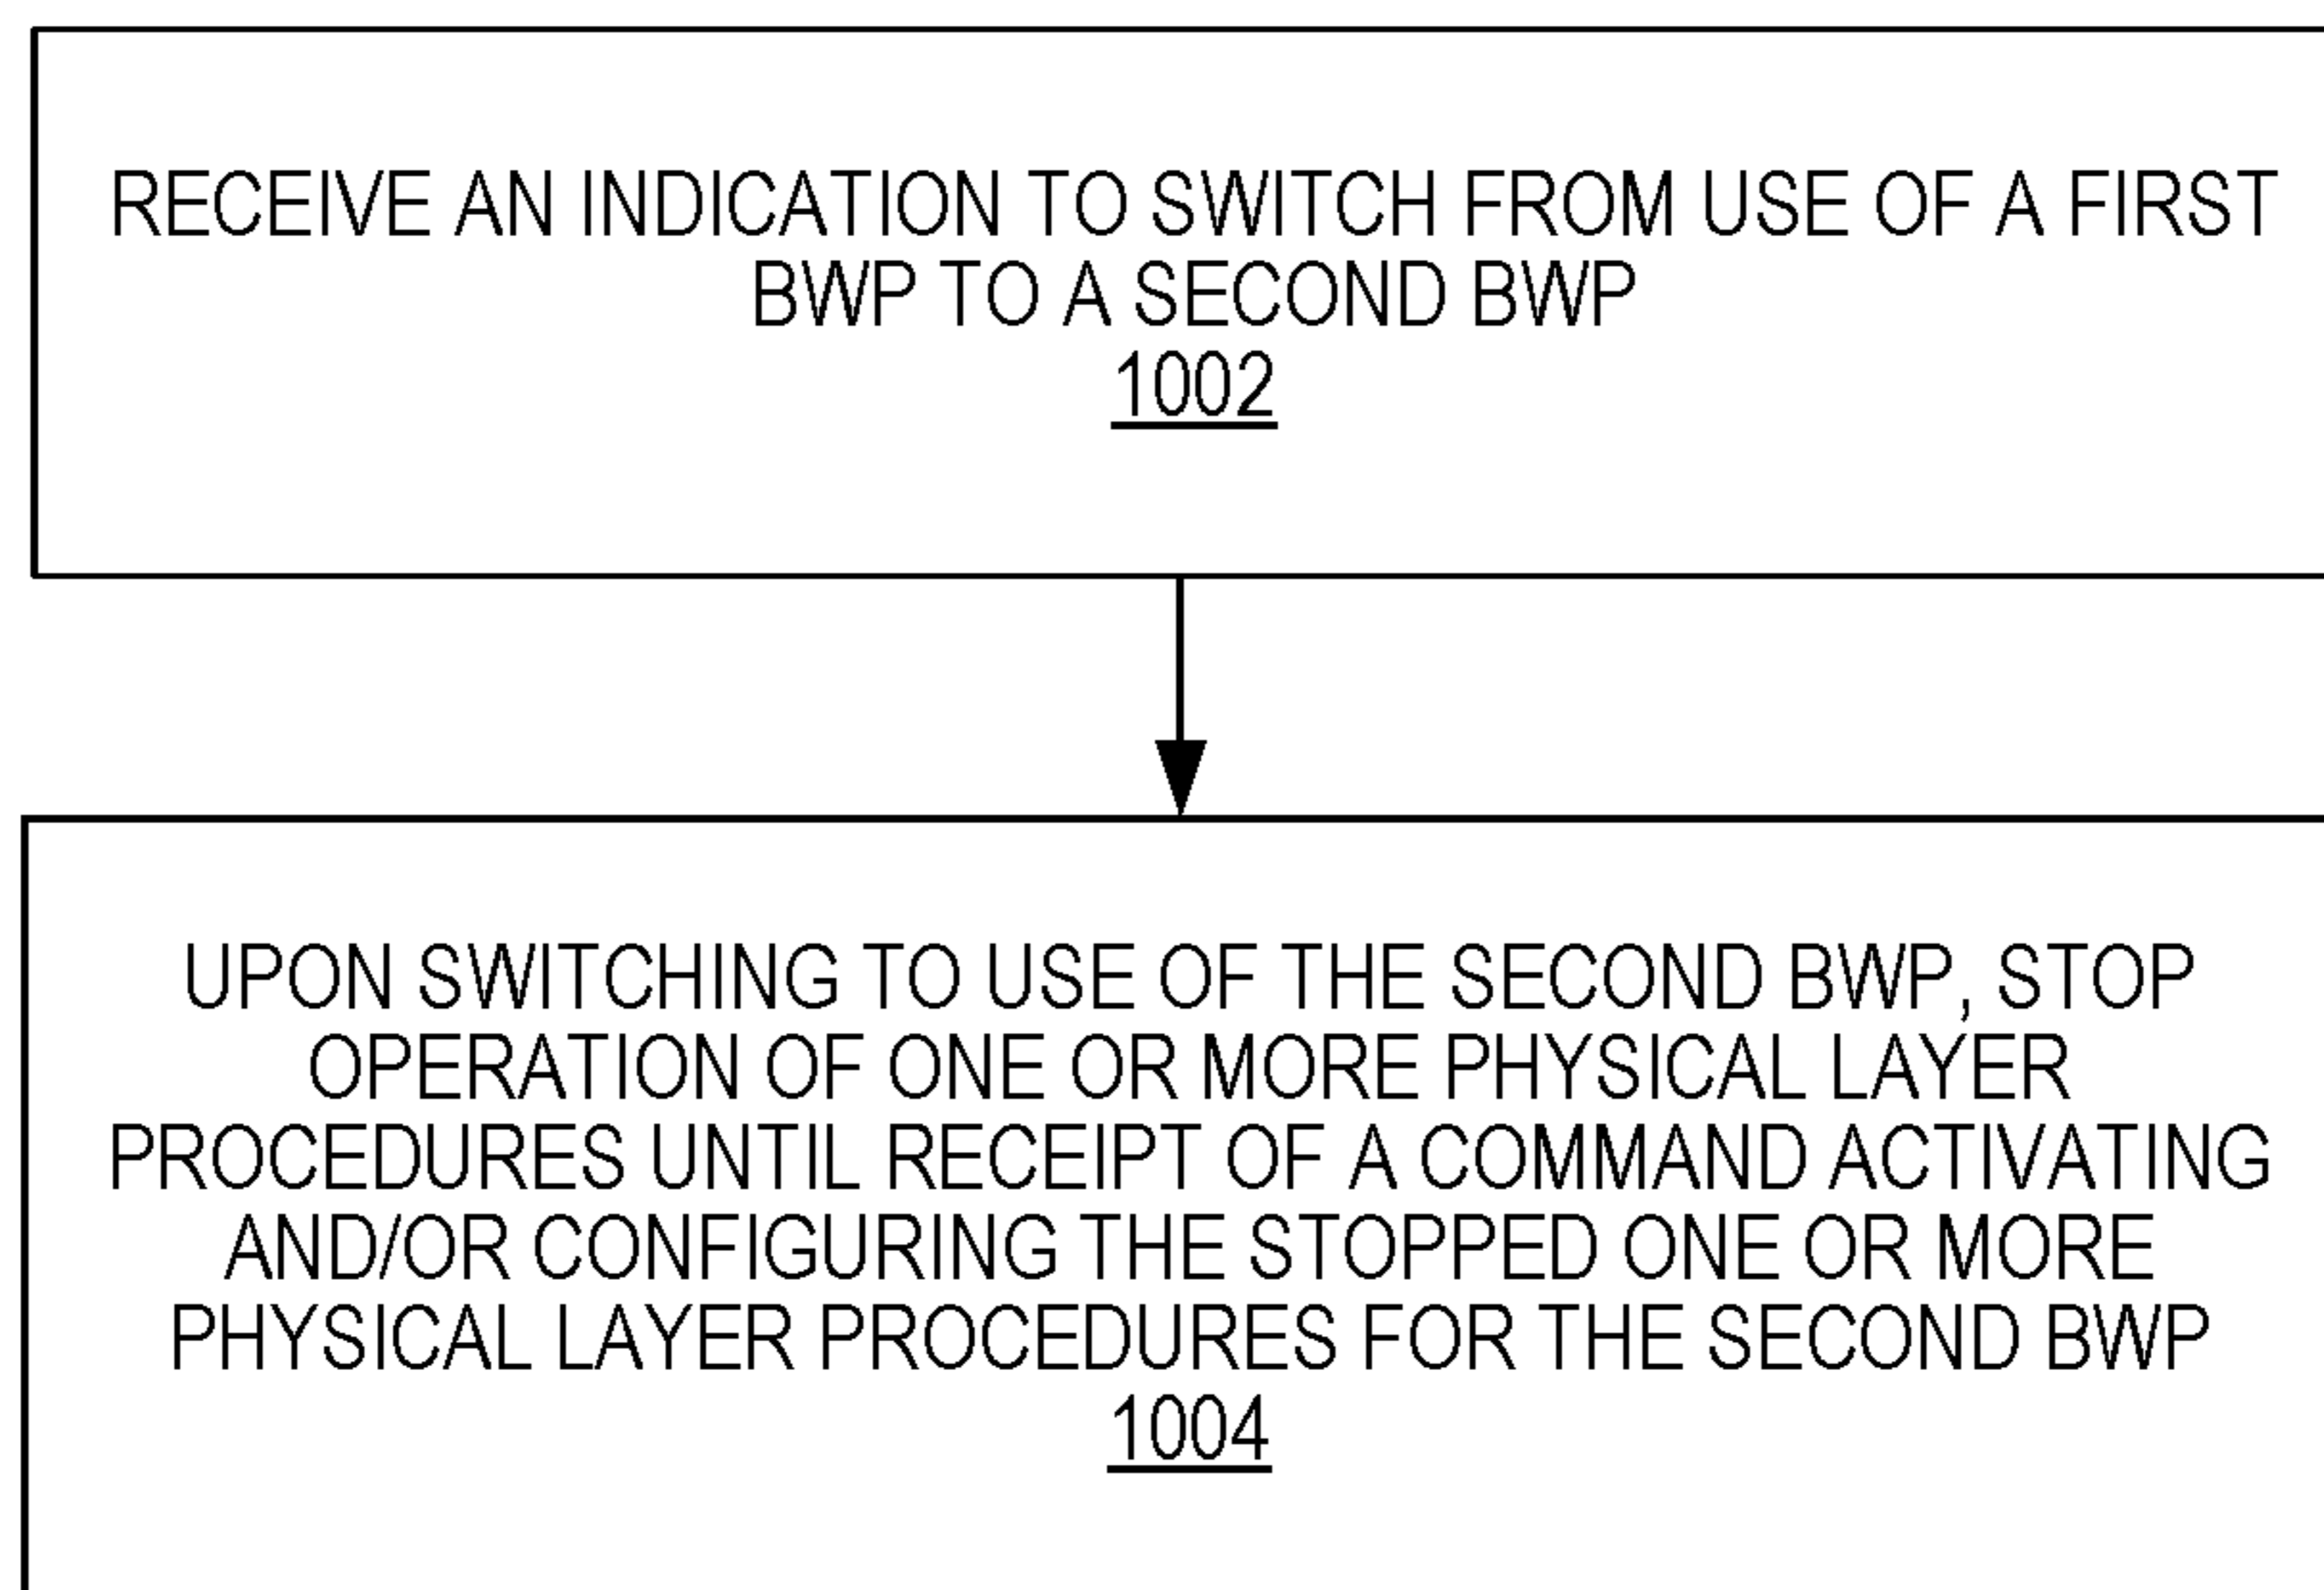 RECEIVE AN INDICATION TO SWITCH FROM USE OF A FIRST
BWP TO A SECOND BWP
1002
UPON SWITCHING TO USE OF THE SECOND BWP, STOP
OPERATION OF ONE OR MORE PHYSICAL LAYER
PROCEDURES UNTIL RECEIPT OF A COMMAND ACTIVATING
AND/OR CONFIGURING THE STOPPED ONE OR MORE
PHYSICAL LAYER PROCEDURES FOR THE SECOND BWP
1004